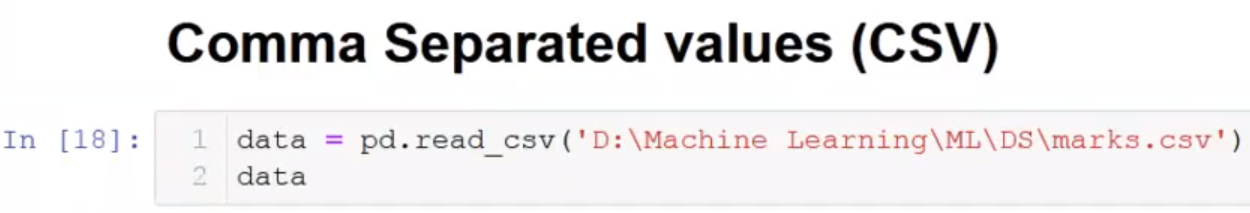 Comma Separated values (CSV)
In [18]:
1 data = pd.read_csv('D:\Machine Learning\ML\DS\marks.csv')
2 data